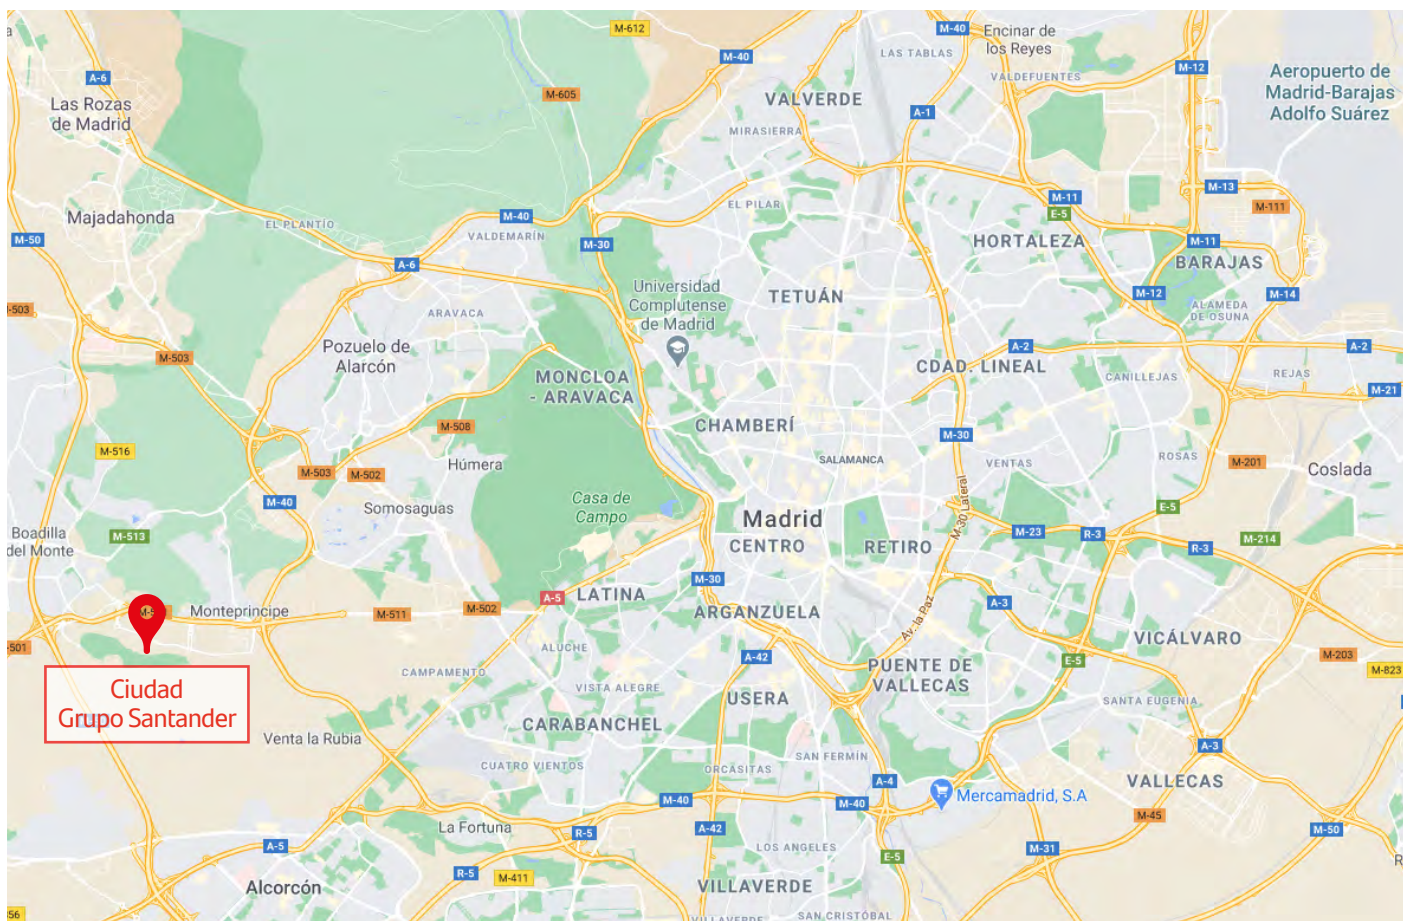 M-612
M-40
Encinar de
los Reyes
LAS TABLAS
M-12
VALDEFUENTES
Aeropuerto de
Madrid-Barajas
Adolfo Suárez
A-6
Las Rozas
de Madrid
M-40
M-605
VALVERDE
A-1
MIRASIERRA
M-13
M-111
M-11
E-5
EL PILAR
Majadahonda
EL PLANTÍO
M-40
VALDEMARÍN
M-50
M-30
HORTALEZA
M-11
BARAJAS
A-6
Universidad
Complutense
de Madrid
TETUÁN
M-12
M-14
ALAMEDA
DE OSUNA
-503
ARAVACA
Pozuelo de
Alarcón
M-503
A-2
A-2
CDAD. LINEAL
CANILLEJAS
REJAS
M-21
MONCLOA
- ARAVACA
CHAMBERÍ
M-508
M-30
M-516
Húmera
SALAMANCA
VENTAS
ROSAS
M-201
Coslada
M-503
M-502
M-40
Somosaguas
Casa de
Campo
Madrid
CENTRO
RETIRO
M-30 Lateral
E-5
M-23
R-3
R-3
M-214
Boadilla
del Monte
M-513
M-30
A-5
LATINA
ARGANZUELA
Av. la Paz
A-3
Monteprincipe
M-511
M-502
-501
VICÁLVARO
M-203
M-823
ALUCHE
A-42
E-5
PUENTE DE
VALLECAS
CAMPAMENTO
VISTA ALEGRE
USERA
SANTA EUGENIA
Ciudad
Grupo Santander
CARABANCHEL
Venta la Rubia
CUATRO VIENTOS
ORCASITAS
SAN FERMÍN
A-3
A-4
VALLECAS
Mercamadrid, S.A
M-40
M-40
M-45
M-50
La Fortuna
R-5
A-42
A-5
LOS ANGELES
E-5
M-31
R-5
M-411
Alcorcón
VILLAVERDE
R
56
VILLAVERDE
SAN CRISTÓBAL